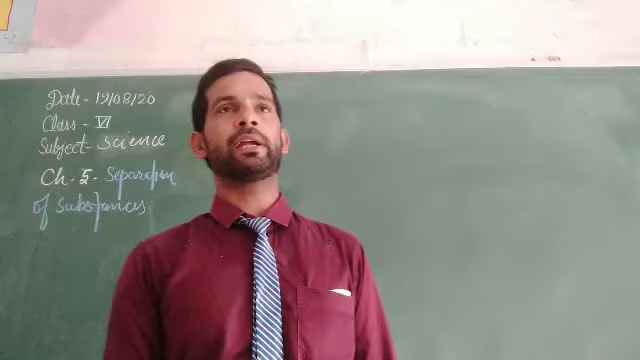 Date - 19/08/20
Class - VI
Subject - Science
Ch. 5. Separation
of Substances